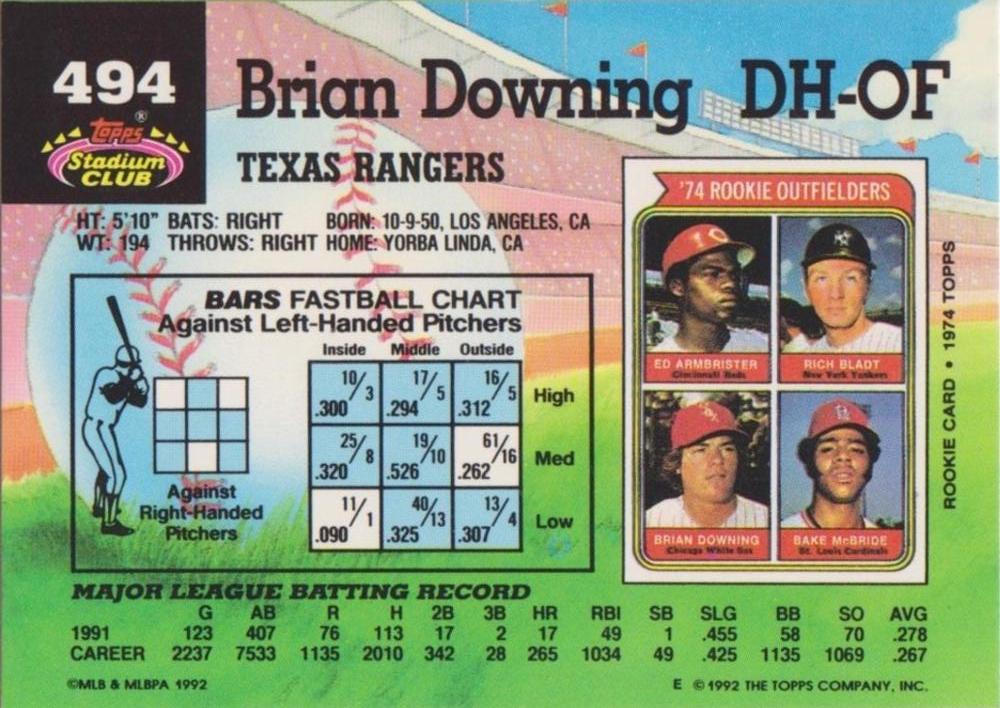 494
Brian Downing DH-OF
Topps®
Stadium
CLUB
TEXAS RANGERS
HT: 5'10" BATS: RIGHT BORN: 10-9-50, LOS ANGELES, CA
WT: 194 THROWS: RIGHT HOME: YORBA LINDA, CA
BARS FASTBALL CHART
Against Left-Handed Pitchers
Inside Middle Outside
10/3 17/5 16/5 High
.300 .294 .312
25/8 19/10 61/16 Med
.320 .526 .262
11/1 40/13 13/4 Low
.090 .325 .307
Against
Right-Handed
Pitchers
'74 ROOKIE OUTFIELDERS
ED ARMBRISTER
Cincinnati Reds
RICH BLADT
New York Yankees
BRIAN DOWNING
Chicago White Sox
BAKE McBRIDE
St. Louis Cardinals
ROOKIE CARD • 1974 TOPPS
MAJOR LEAGUE BATTING RECORD
G AB R H 2B 3B HR RBI SB SLG BB SO AVG
1991 123 407 76 113 17 2 17 49 1 .455 58 70 .278
CAREER 2237 7533 1135 2010 342 28 265 1034 49 .425 1135 1069 .267
©MLB & MLBPA 1992
E © 1992 THE TOPPS COMPANY, INC.